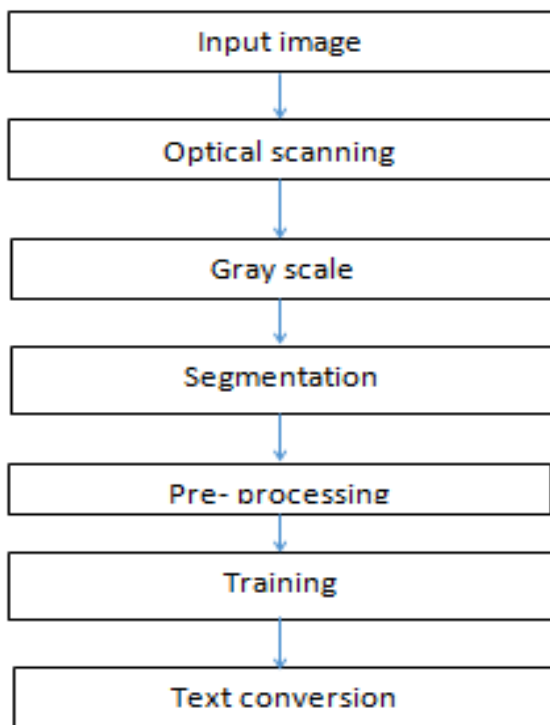 Input image
Optical scanning
Gray scale
Segmentation
Pre- processing
Training
Text conversion